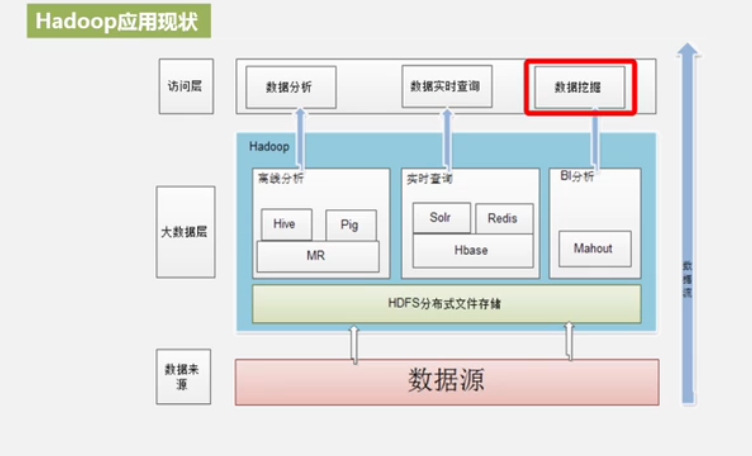 Hadoop应用现状
访问层
数据分析
数据实时查询
数据挖掘
Hadoop
大数据层
离线分析
Hive
Pig
MR
实时查询
Solr
Redis
Hbase
BI分析
Mahout
HDFS分布式文件存储
数据流
数据来
源
数据源